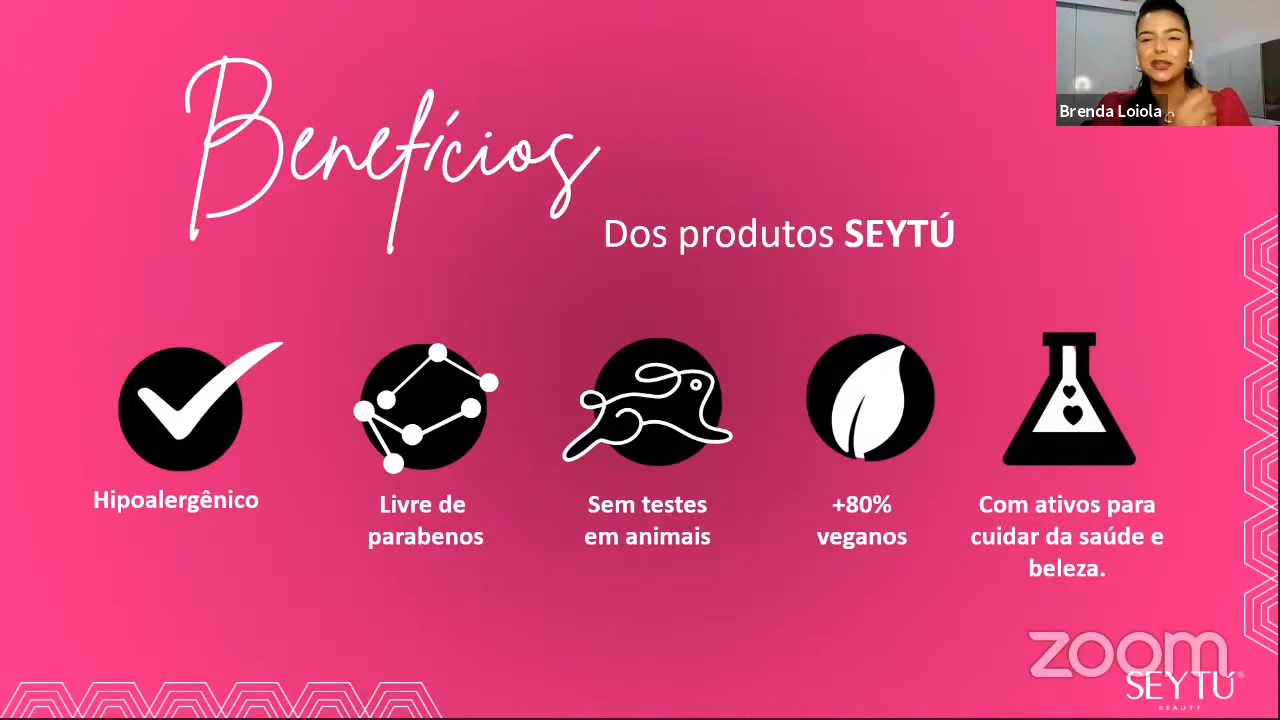 Brenda Loiola
Benefícios
Dos produtos SEYTÚ
Hipoalergênico
Livre de
parabenos
Sem testes
em animais
+80%
veganos
Com ativos para
cuidar da saúde e
beleza.
zoom
SEYTÚ®
BEAUTY